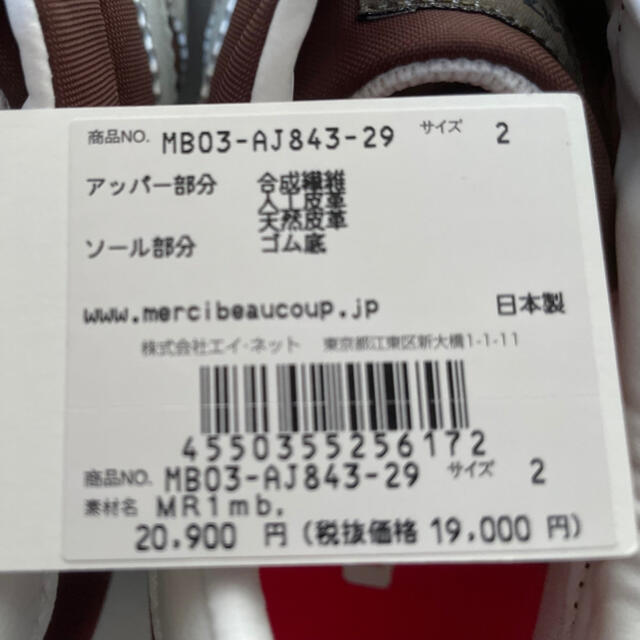 商品NO. MB03-AJ843-29 サイズ 2
アッパー部分 合成繊維
人工皮革
天然皮革
ソール部分 ゴム底
www.mercibeaucoup.jp 日本製
株式会社エイ・ネット 東京都江東区新大橋1-1-11
4550355256172
商品NO. MB03-AJ843-29 サイズ 2
素材名 MR1mb.
20,900 円 (税抜価格 19,000 円)